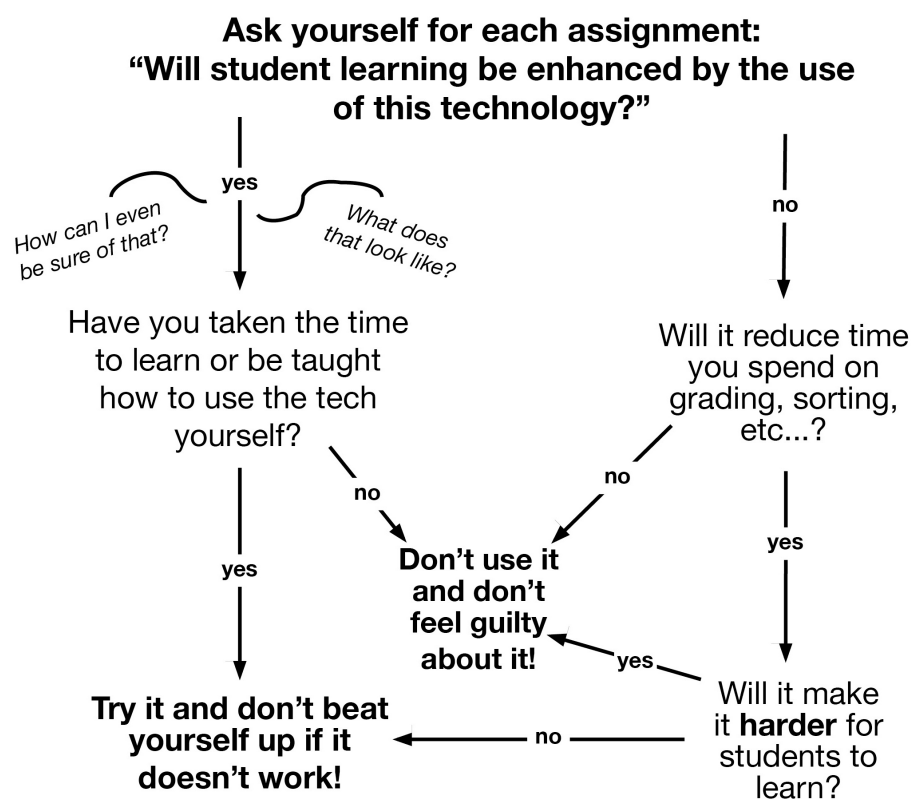 Ask yourself for each assignment:
“Will student learning be enhanced by the use
of this technology?”
yes
no
How can I even
be sure of that?
What does
that look like?
Have you taken the time
to learn or be taught
how to use the tech
yourself?
Will it reduce time
you spend on
grading, sorting,
etc...?
no
no
yes
yes
Don’t use it
and don’t
feel guilty
about it!
yes
Try it and don’t beat
yourself up if it
doesn’t work!
no
Will it make
it harder for
students to
learn?